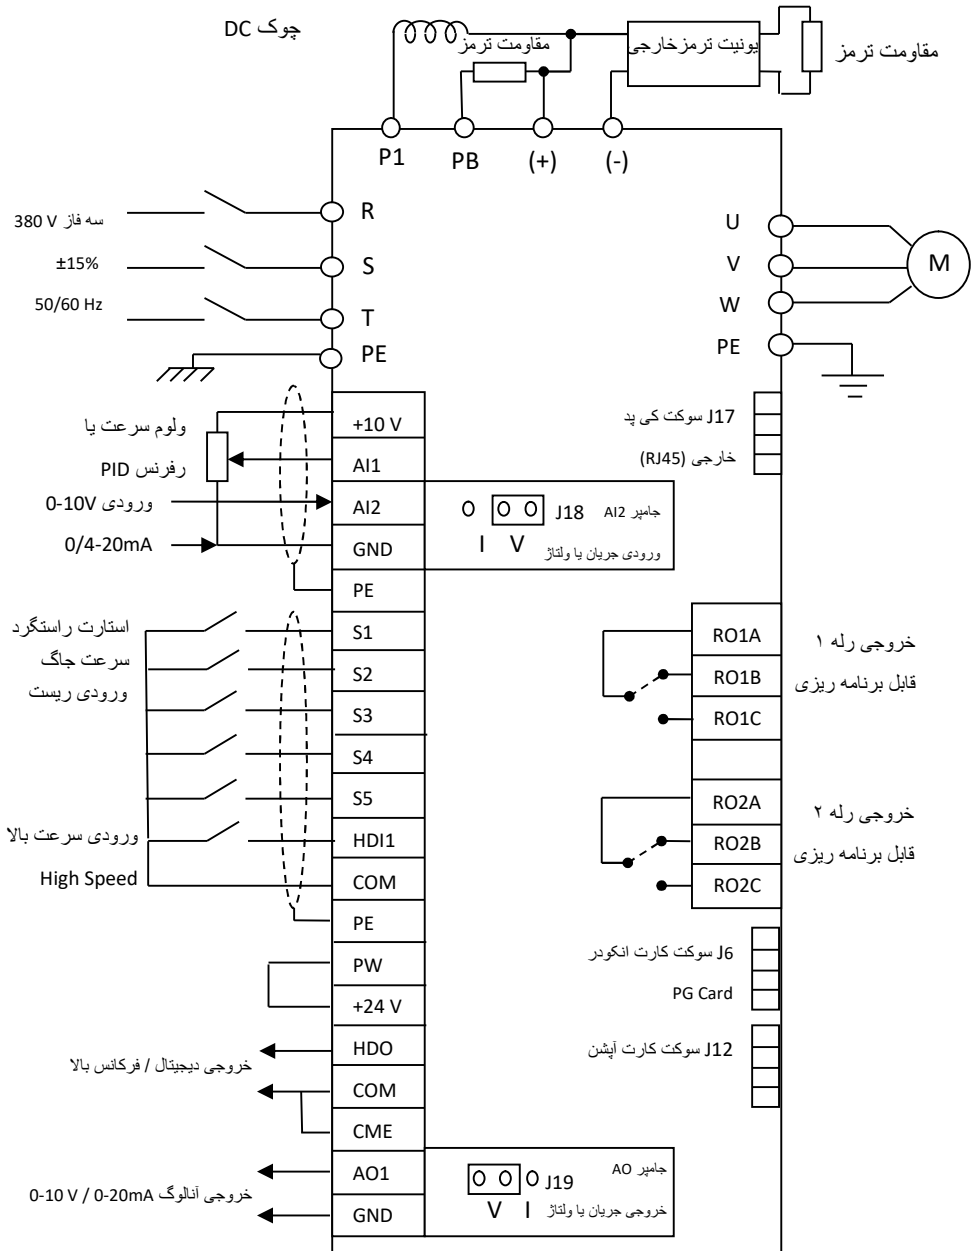 چوک DC
مقاومت ترمز
یونیت ترمزخارجی
مقاومت ترمز
P1
PB
(+)
(-)
سه فاز 380 V
±15%
50/60 Hz
R
S
T
PE
U
V
W
PE
M
ولوم سرعت یا
رفرنس PID
ورودی 0-10V
0/4-20mA
+10 V
AI1
AI2
GND
PE
جامپر AI2
J18
I V
ورودی جریان یا ولتاژ
J17 سوکت کی پد
خارجی (RJ45)
استارت راستگرد
سرعت جاگ
ورودی ریست
ورودی سرعت بالا
High Speed
S1
S2
S3
S4
S5
HDI1
COM
PE
PW
+24 V
HDO
COM
CME
AO1
GND
RO1A
RO1B
RO1C
خروجی رله ۱
قابل برنامه ریزی
RO2A
RO2B
RO2C
خروجی رله ۲
قابل برنامه ریزی
J6 سوکت کارت انکودر
PG Card
J12 سوکت کارت آپشن
خروجی دیجیتال / فرکانس بالا
خروجی آنالوگ 0-10 V / 0-20mA
جامپر AO
J19
V I
خروجی جریان یا ولتاژ